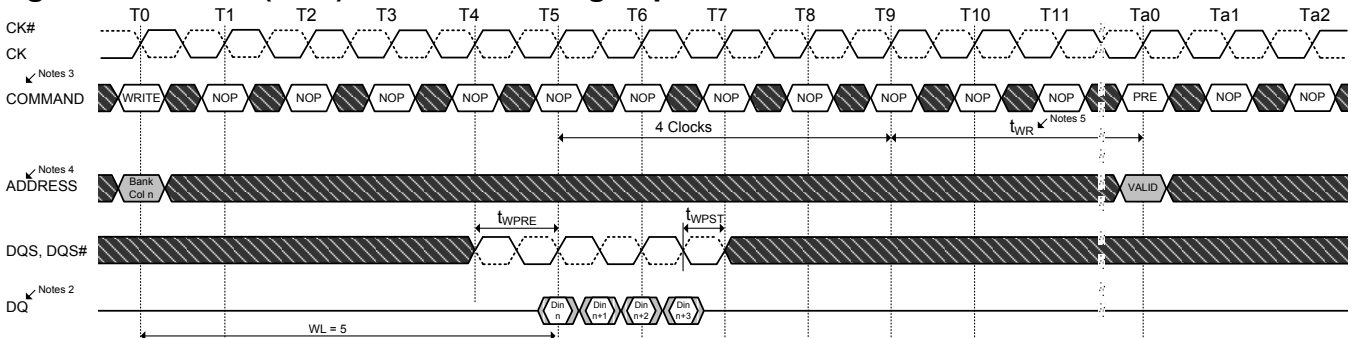 T0 T1 T2 T3 T4 T5 T6 T7 T8 T9 T10 T11 Ta0 Ta1 Ta2
CK#
CK
Notes 3
COMMAND WRITE NOP NOP NOP NOP NOP NOP NOP NOP NOP NOP NOP PRE NOP NOP
4 Clocks tWR Notes 5
Notes 4
ADDRESS Bank Col n VALID
tWPRE tWPST
DQS, DQS#
Notes 2
DQ Din n Din n+1 Din n+2 Din n+3
WL = 5